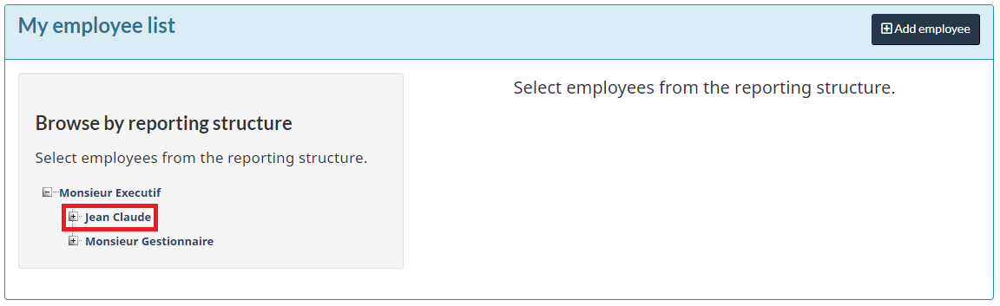 My employee list
Add employee
Select employees from the reporting structure.
Browse by reporting structure
Select employees from the reporting structure.
Monsieur Executif
Jean Claude
Monsieur Gestionnaire